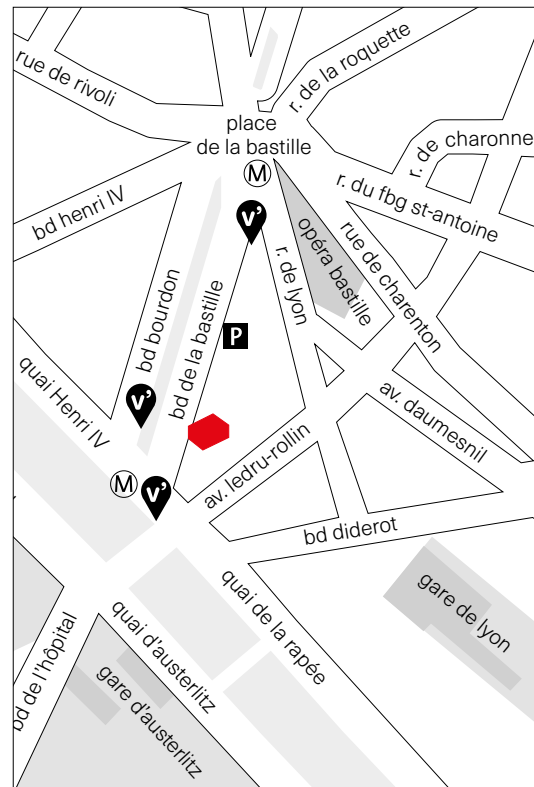 rue de rivoli
r. de la roquette
place
de la bastille
M
r. de charonne
bd henri IV
r. du fbg st-antoine
v'
opéra bastille
rue de charenton
r. de lyon
bd bourdon
bd de la bastille
P
quai Henri IV
v'
av. daumesnil
av. ledru-rollin
M
v'
bd diderot
gare de lyon
quai de la rapée
quai d'austerlitz
bd de l'hôpital
gare d'austerlitz